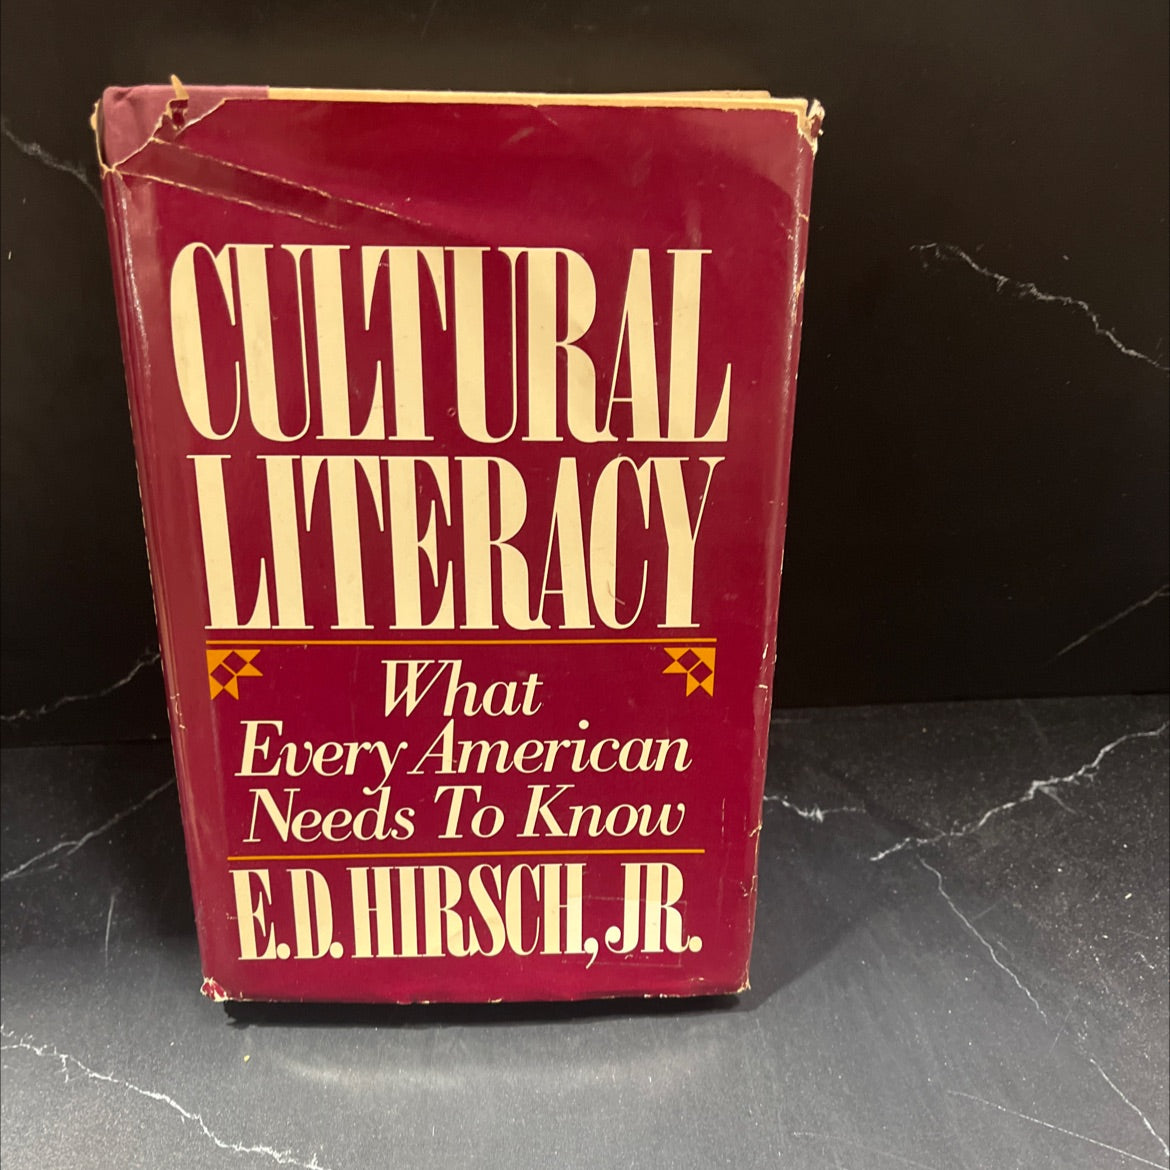 CULTURAL
LITERACY
What
Every American
Needs To Know
E.D. HIRSCH, JR.